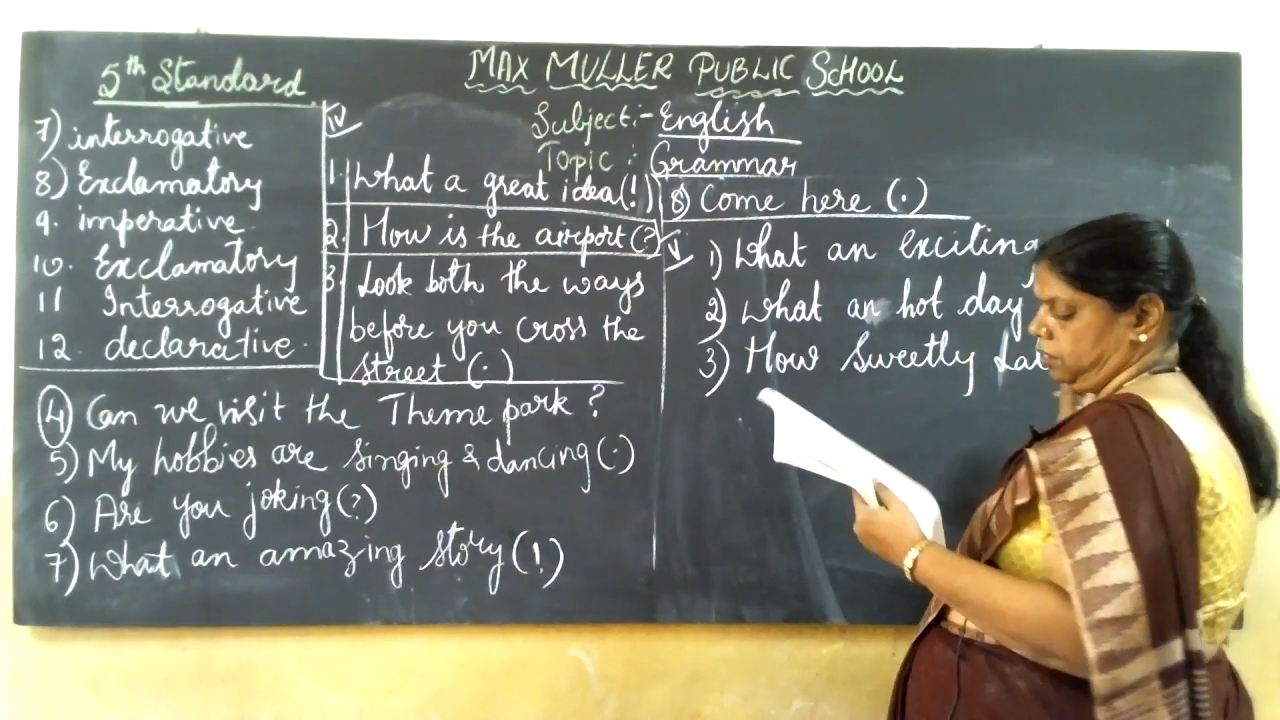 5th Standard
MAX MULLER PUBLIC SCHOOL
Subject:- English
Topic : Grammar
7) interrogative
8) Exclamatory
9. imperative
10. Exclamatory
11 Interrogative
12. declarative
IV
1. What a great idea(!)
2. How is the airport(?)
3. Look both the ways
before you cross the
street (.)
4) Can we visit the Theme park ?
5) My hobbies are singing & dancing(.)
6) Are you joking(?)
7) What an amazing story(!)
8) Come here (.)
V
1) What an exciting
2) What an hot day
3) How sweetly